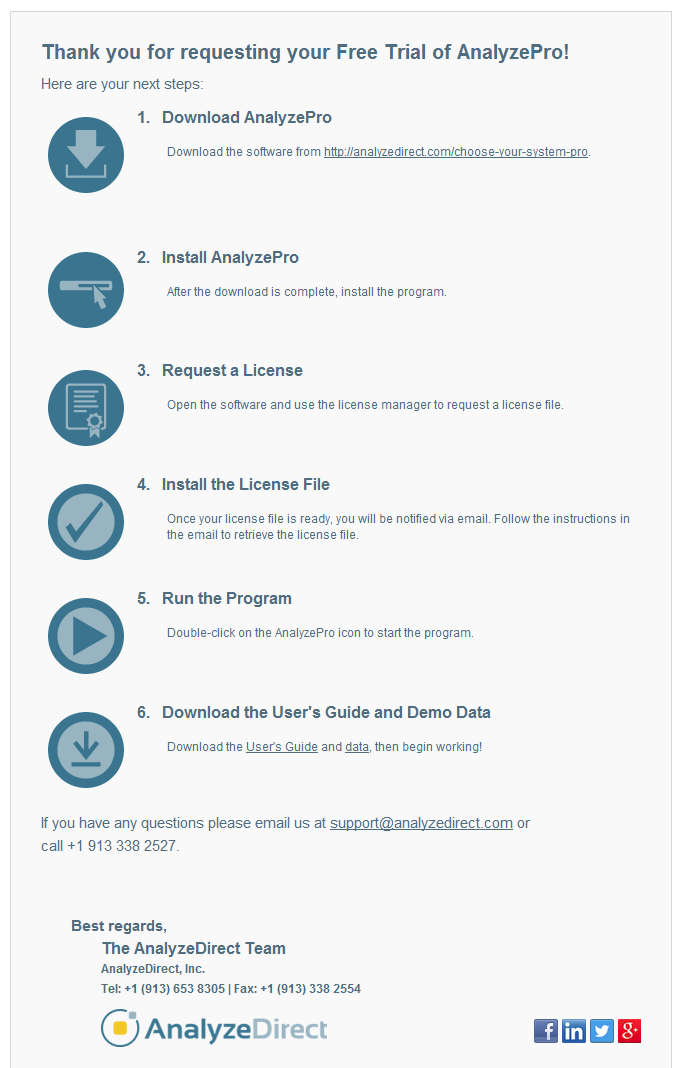 Thank you for requesting your Free Trial of AnalyzePro!
Here are your next steps:
1. Download AnalyzePro
Download the software from http://analyzedirect.com/choose-your-system-pro.
2. Install AnalyzePro
After the download is complete, install the program.
3. Request a License
Open the software and use the license manager to request a license file.
4. Install the License File
Once your license file is ready, you will be notified via email. Follow the instructions in
the email to retrieve the license file.
5. Run the Program
Double-click on the AnalyzePro icon to start the program.
6. Download the User's Guide and Demo Data
Download the User's Guide and data, then begin working!
If you have any questions please email us at support@analyzedirect.com or
call +1 913 338 2527.
Best regards,
The AnalyzeDirect Team
AnalyzeDirect, Inc.
Tel: +1 (913) 653 8305 | Fax: +1 (913) 338 2554
AnalyzeDirect
f in g+